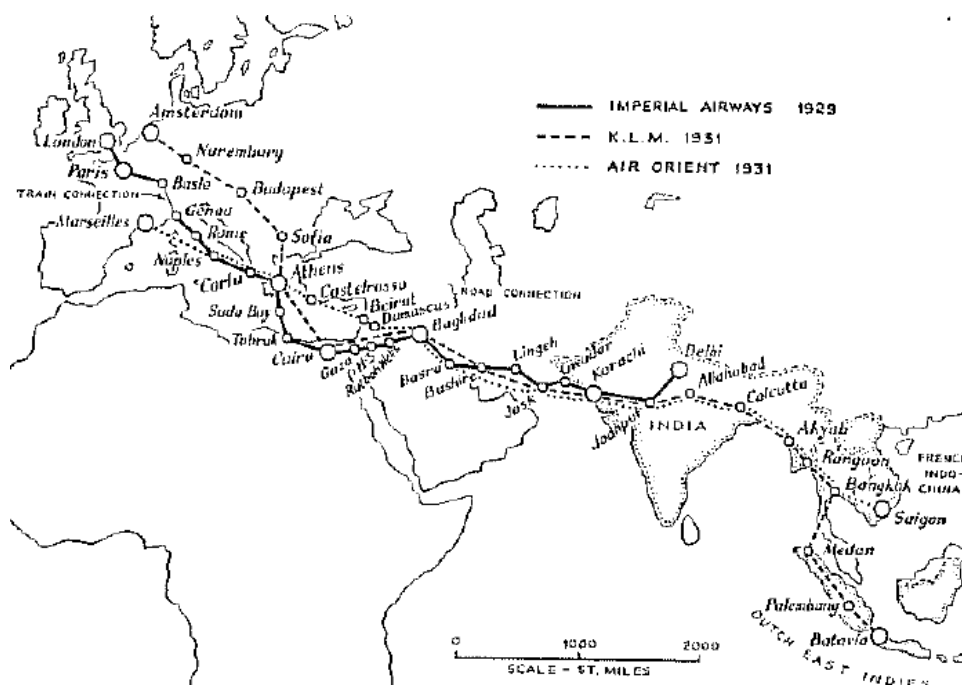 IMPERIAL AIRWAYS 1929
K.L.M. 1931
AIR ORIENT 1931
Amsterdam
London
Nuremburg
Paris
Basle
Budapest
TRAIN CONNECTION
Genoa
Marseilles
Rome
Sofia
Naples
Athens
Corfu
Castelrosso
ROAD CONNECTION
Suda Bay
Beirut
Damascus
Tobruk
Baghdad
Cairo
Gaza
Rutbah Wells
Basra
Bushire
Lingeh
Jask
Gwadar
Karachi
Delhi
Jodhpur
Allahabad
Calcutta
INDIA
Akyab
Rangoon
FRENCH
INDO-
CHINA
Bangkok
Saigon
Medan
Palembang
Batavia
DUTCH EAST INDIES
0 1000 2000
SCALE – ST. MILES